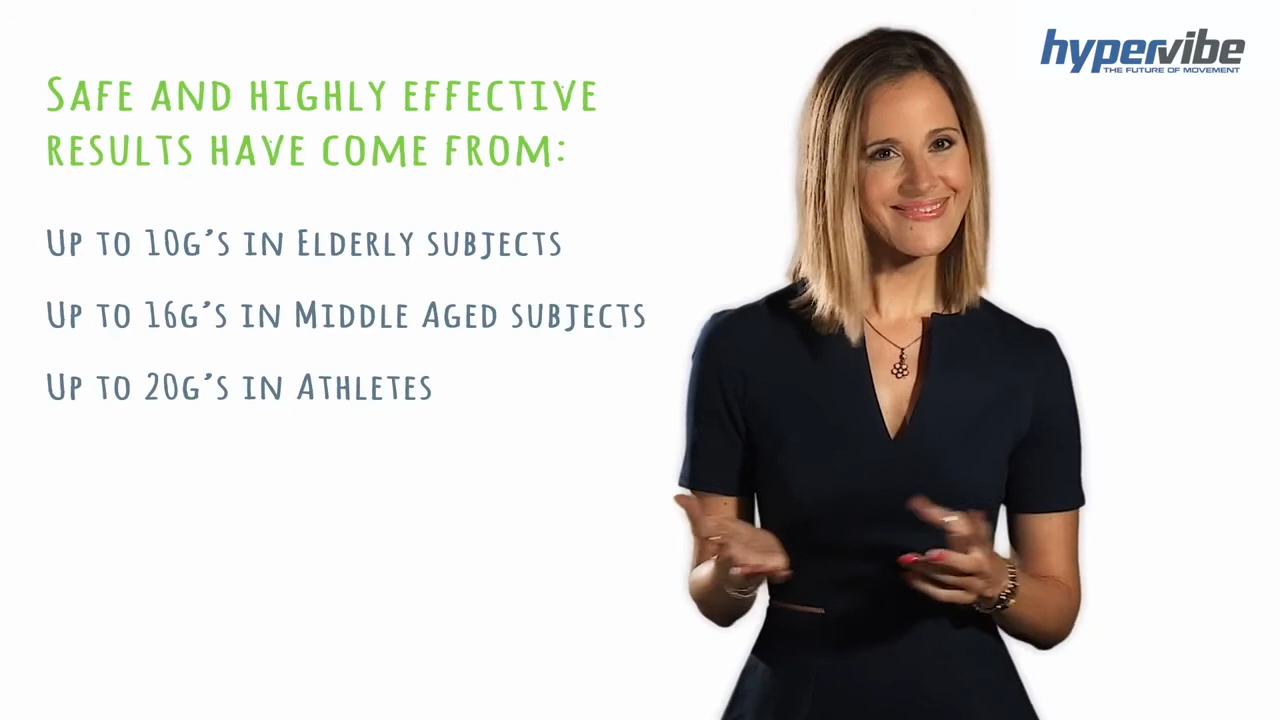 hypervibe
THE FUTURE OF MOVEMENT
SAFE AND HIGHLY EFFECTIVE
RESULTS HAVE COME FROM:
UP TO 10G'S IN ELDERLY SUBJECTS
UP TO 16G'S IN MIDDLE AGED SUBJECTS
UP TO 20G'S IN ATHLETES